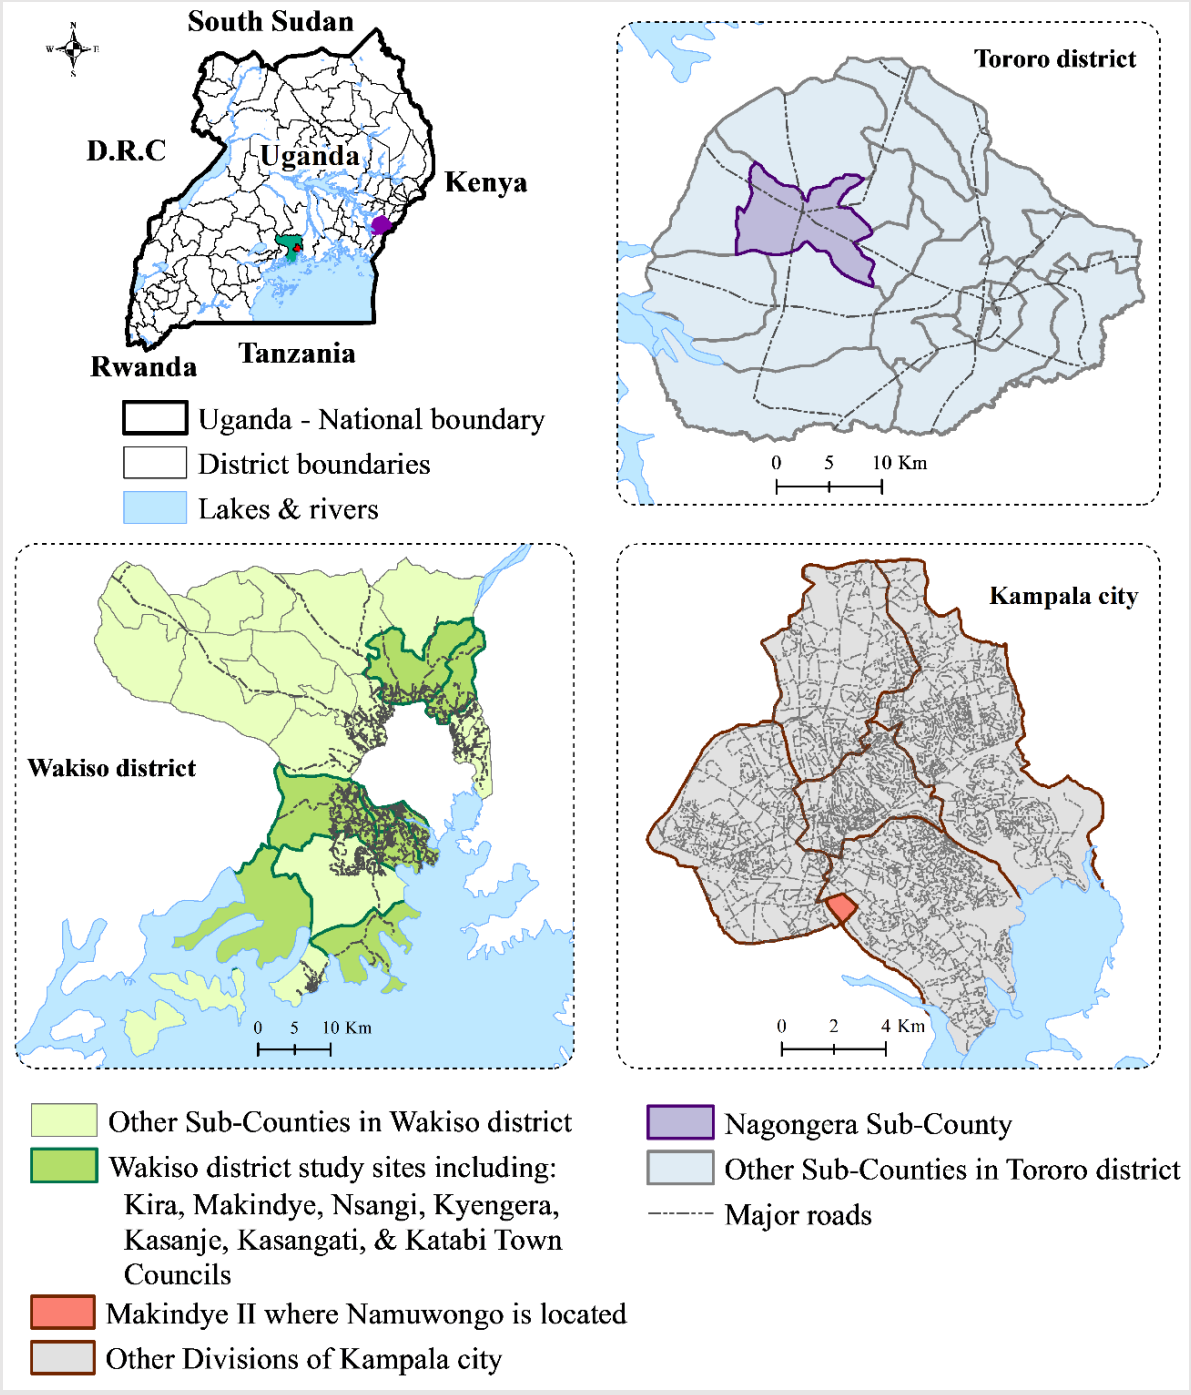 N
W E
S
South Sudan
D.R.C
Uganda
Kenya
Rwanda
Tanzania
Uganda - National boundary
District boundaries
Lakes & rivers
Tororo district
0 5 10 Km
Wakiso district
0 5 10 Km
Kampala city
0 2 4 Km
Other Sub-Counties in Wakiso district
Wakiso district study sites including:
Kira, Makindye, Nsangi, Kyengera,
Kasanje, Kasangati, & Katabi Town
Councils
Makindye II where Namuwongo is located
Other Divisions of Kampala city
Nagongera Sub-County
Other Sub-Counties in Tororo district
Major roads